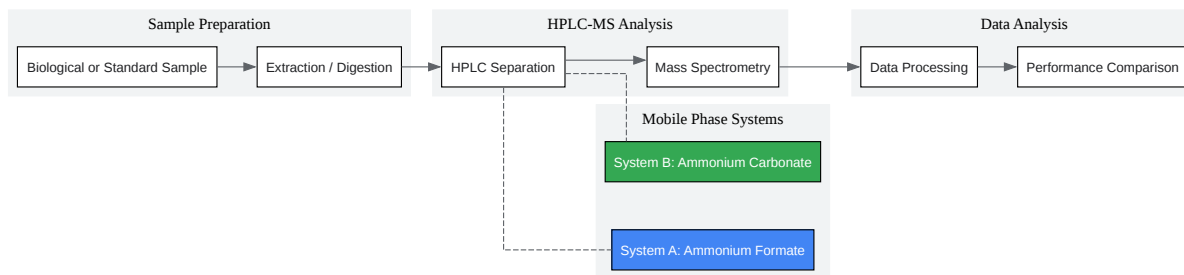 Sample Preparation
Biological or Standard Sample
Extraction / Digestion
HPLC-MS Analysis
HPLC Separation
Mass Spectrometry
Data Analysis
Data Processing
Performance Comparison
Mobile Phase Systems
System B: Ammonium Carbonate
System A: Ammonium Formate